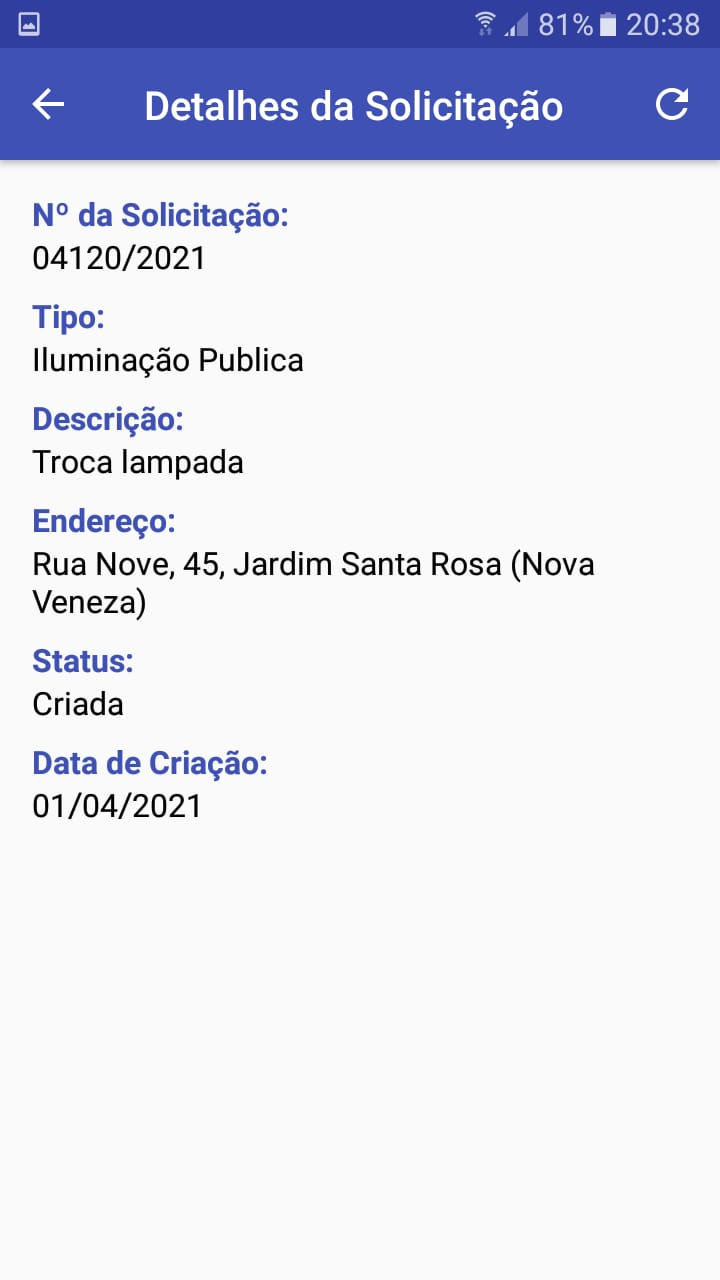 81% 20:38
Detalhes da Solicitação
Nº da Solicitação:
04120/2021
Tipo:
Iluminação Publica
Descrição:
Troca lampada
Endereço:
Rua Nove, 45, Jardim Santa Rosa (Nova
Veneza)
Status:
Criada
Data de Criação:
01/04/2021